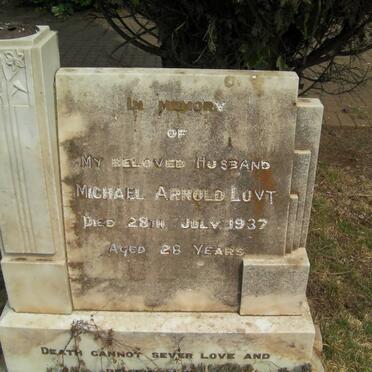 In Memory
of
My beloved Husband
Michael Arnold Luyt
Died 28th July 1937
Aged 28 Years
Death cannot sever love and